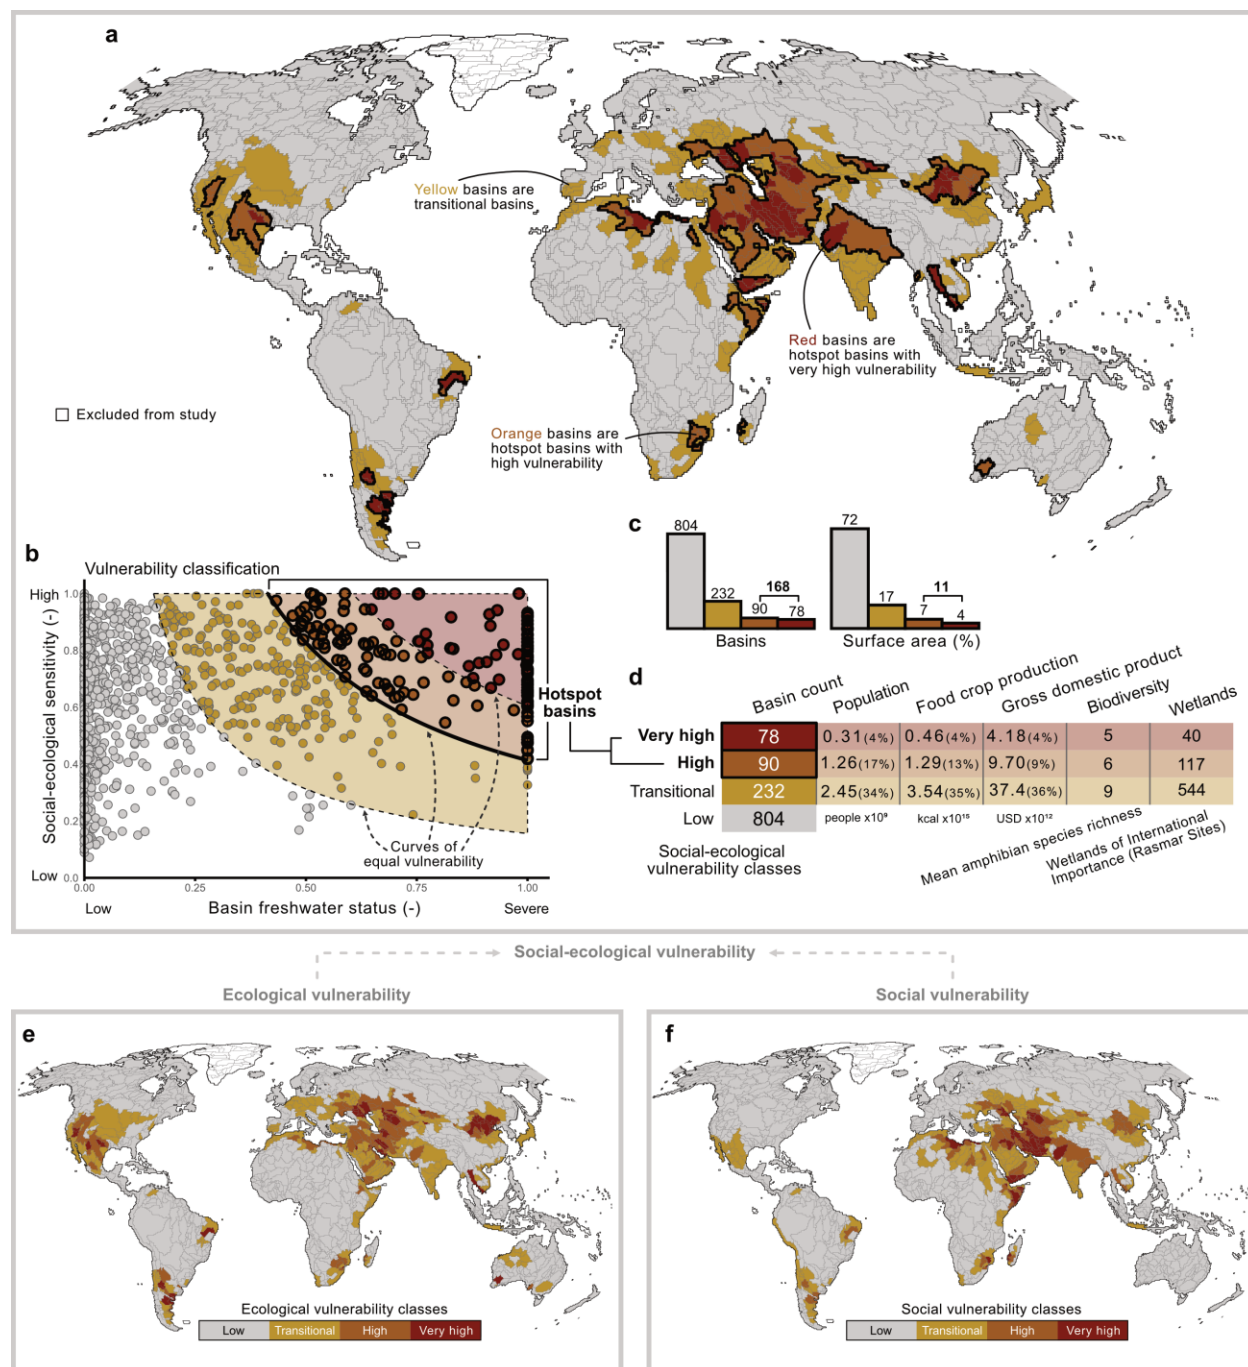 a
Yellow basins are
transitional basins
Red basins are
hotspot basins with
very high vulnerability
Excluded from study
Orange basins are
hotspot basins with
high vulnerability
b
Vulnerability classification
High
1.0
0.8
0.6
0.4
0.2
Low 0.0
Social-ecological sensitivity (-)
0.00
0.25
0.50
0.75
1.00
Low
Basin freshwater status (-)
Severe
Curves of
equal vulnerability
Hotspot
basins
c
804
232
168
90
78
Basins
72
17
11
7
4
Surface area (%)
d
Basin count
Population
Food crop production
Gross domestic product
Biodiversity
Wetlands
Very high 78 0.31(4%) 0.46(4%) 4.18(4%) 5 40
High 90 1.26(17%) 1.29(13%) 9.70(9%) 6 117
Transitional 232 2.45(34%) 3.54(35%) 37.4(36%) 9 544
Low 804 people x10⁹ kcal x10¹⁵ USD x10¹²
Social-ecological
vulnerability classes
Mean amphibian species richness
Wetlands of International
Importance (Rasmar Sites)
Social-ecological vulnerability
Ecological vulnerability
Social vulnerability
e
Ecological vulnerability classes
Low Transitional High Very high
f
Social vulnerability classes
Low Transitional High Very high